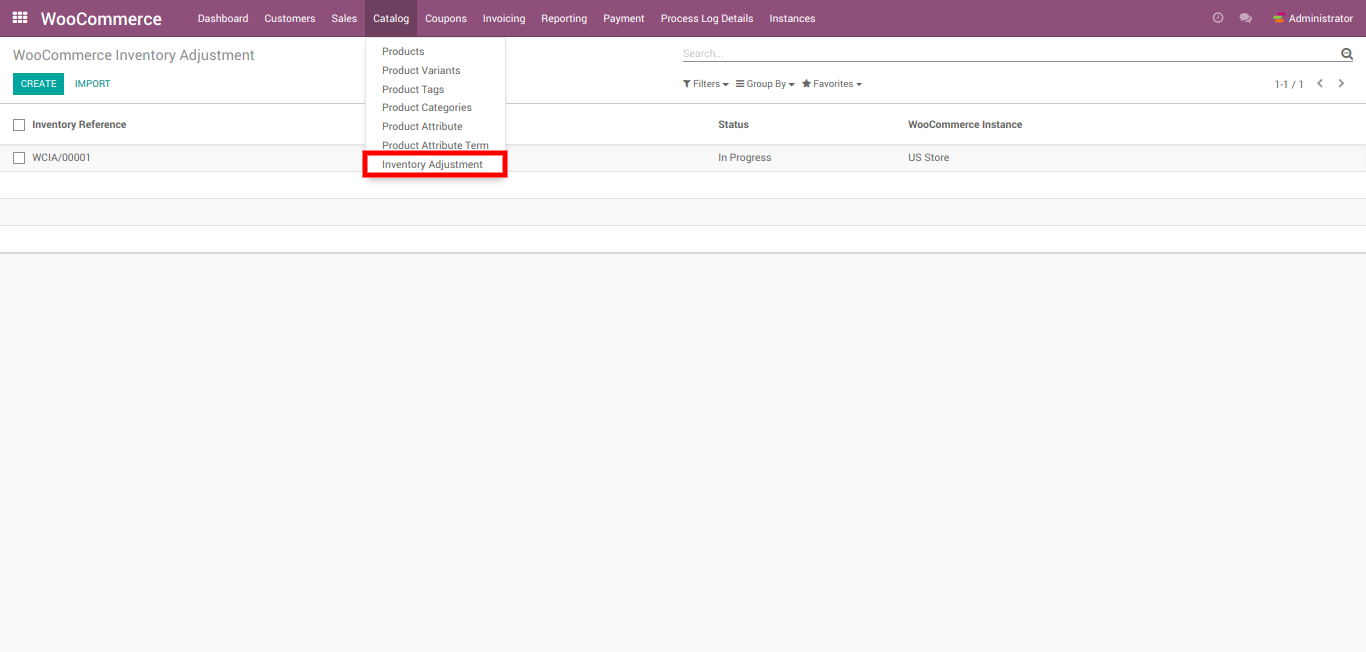 WooCommerce Dashboard Customers Sales Catalog Coupons Invoicing Reporting Payment Process Log Details Instances Administrator
WooCommerce Inventory Adjustment
Search...
CREATE IMPORT
Filters Group By Favorites 1-1 / 1
Products
Product Variants
Product Tags
Product Categories
Product Attribute
Product Attribute Term
Inventory Adjustment
Inventory Reference Status WooCommerce Instance
WCIA/00001 In Progress US Store